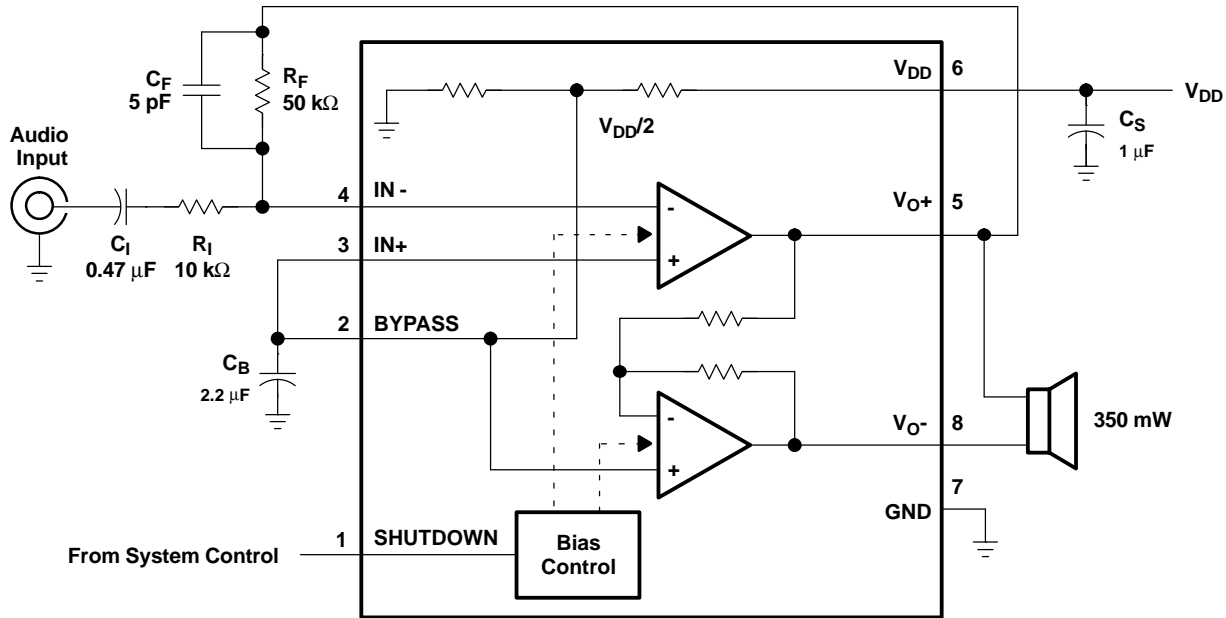 C_F
5 pF
R_F
50 kΩ
V_DD
6
V_DD
V_DD/2
C_S
1 µF
Audio
Input
4
IN -
V_O+
5
C_I
0.47 µF
R_I
10 kΩ
3
IN+
-
+
2
BYPASS
C_B
2.2 µF
-
+
V_O-
8
350 mW
7
GND
1
SHUTDOWN
From System Control
Bias
Control